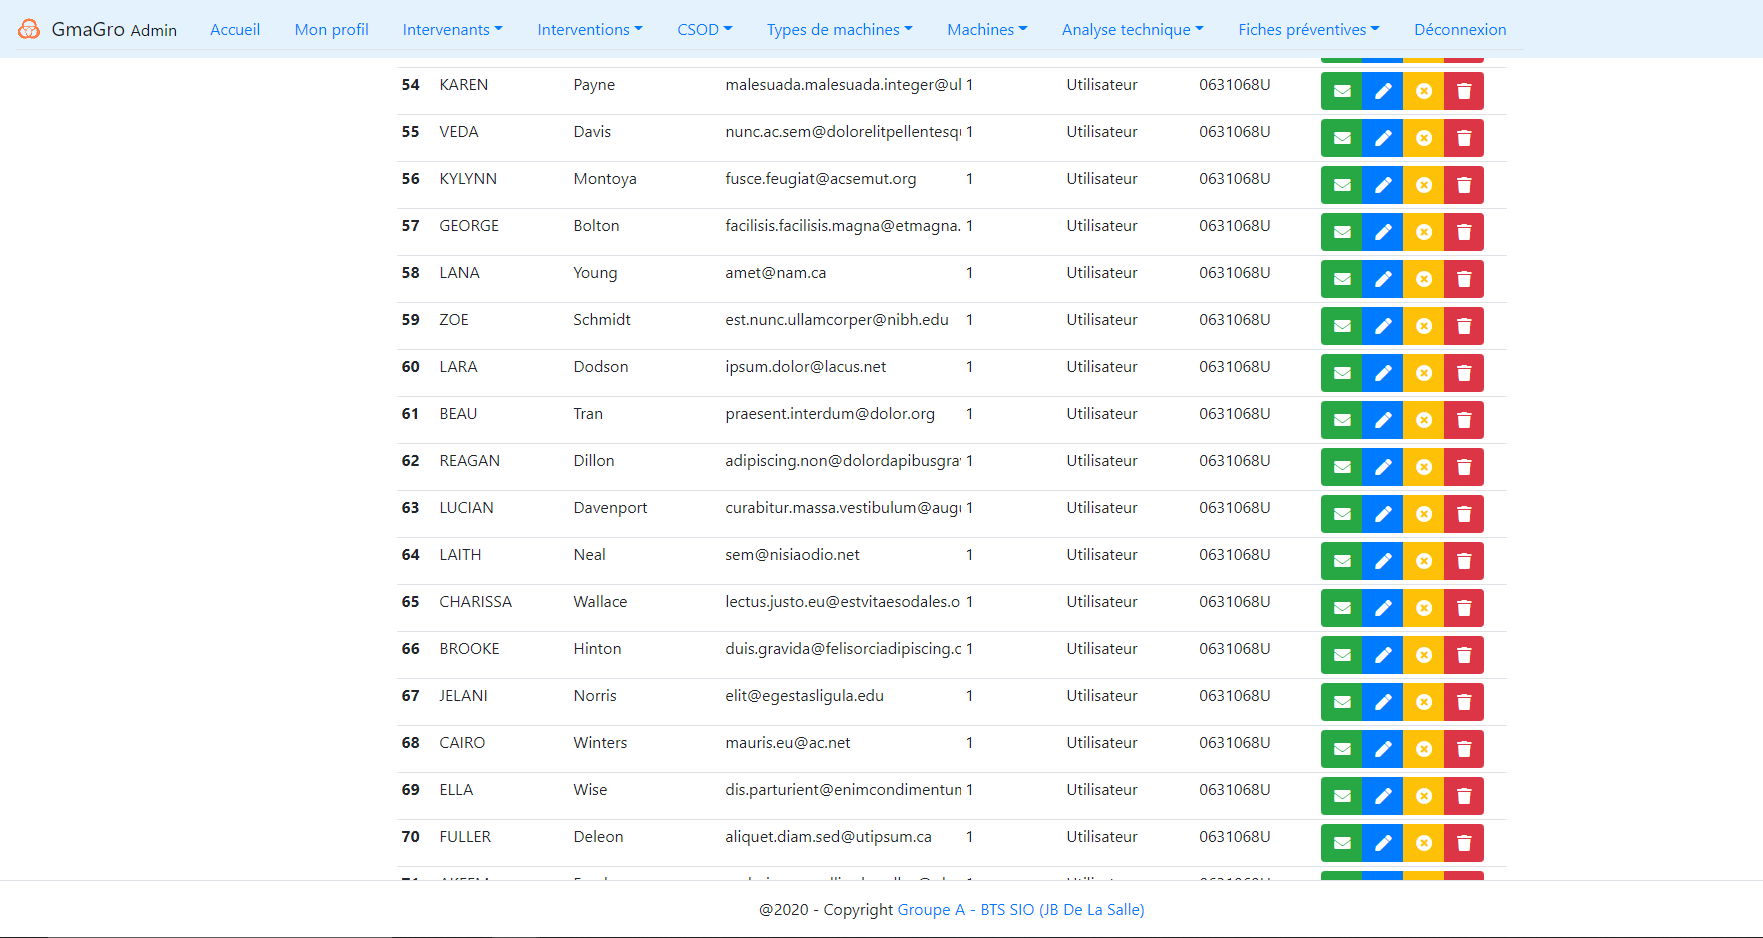 GmaGro Admin Accueil Mon profil Intervenants Interventions CSOD Types de machines Machines Analyse technique Fiches préventives Déconnexion
54 KAREN Payne malesuada.malesuada.integer@ul 1 Utilisateur 0631068U
55 VEDA Davis nunc.ac.sem@dolorelitpellentesq 1 Utilisateur 0631068U
56 KYLYNN Montoya fusce.feugiat@acsemut.org 1 Utilisateur 0631068U
57 GEORGE Bolton facilisis.facilisis.magna@etmagna. 1 Utilisateur 0631068U
58 LANA Young amet@nam.ca 1 Utilisateur 0631068U
59 ZOE Schmidt est.nunc.ullamcorper@nibh.edu 1 Utilisateur 0631068U
60 LARA Dodson ipsum.dolor@lacus.net 1 Utilisateur 0631068U
61 BEAU Tran praesent.interdum@dolor.org 1 Utilisateur 0631068U
62 REAGAN Dillon adipiscing.non@dolordapibusgra 1 Utilisateur 0631068U
63 LUCIAN Davenport curabitur.massa.vestibulum@aug 1 Utilisateur 0631068U
64 LAITH Neal sem@nisiaodio.net 1 Utilisateur 0631068U
65 CHARISSA Wallace lectus.justo.eu@estvitaesodales.o 1 Utilisateur 0631068U
66 BROOKE Hinton duis.gravida@felisorciadipiscing.c 1 Utilisateur 0631068U
67 JELANI Norris elit@egestasligula.edu 1 Utilisateur 0631068U
68 CAIRO Winters mauris.eu@ac.net 1 Utilisateur 0631068U
69 ELLA Wise dis.parturient@enimcondimentun 1 Utilisateur 0631068U
70 FULLER Deleon aliquet.diam.sed@utipsum.ca 1 Utilisateur 0631068U
@2020 - Copyright Groupe A - BTS SIO (JB De La Salle)